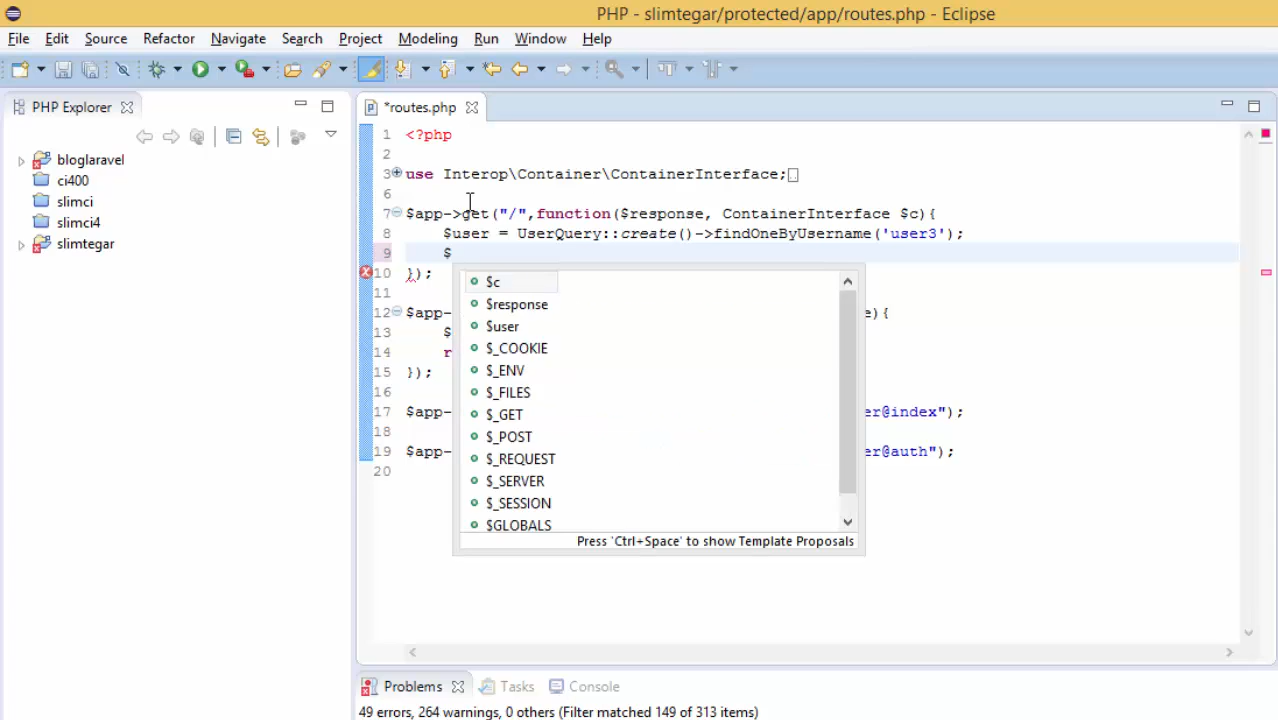 PHP - slimtegar/protected/app/routes.php - Eclipse
File Edit Source Refactor Navigate Search Project Modeling Run Window Help
PHP Explorer
bloglaravel
ci400
slimci
slimci4
slimtegar
*routes.php
1 <?php
2
3 use Interop\Container\ContainerInterface;
6
7 $app->get("/",function($response, ContainerInterface $c){
8 $user = UserQuery::create()->findOneByUsername('user3');
9 $
10 });
11
12 $app- e){
13 $
14 r
15 });
16
17 $app- er@index");
18
19 $app- er@auth");
20
$c
$response
$user
$_COOKIE
$_ENV
$_FILES
$_GET
$_POST
$_REQUEST
$_SERVER
$_SESSION
$GLOBALS
Press 'Ctrl+Space' to show Template Proposals
Problems Tasks Console
49 errors, 264 warnings, 0 others (Filter matched 149 of 313 items)